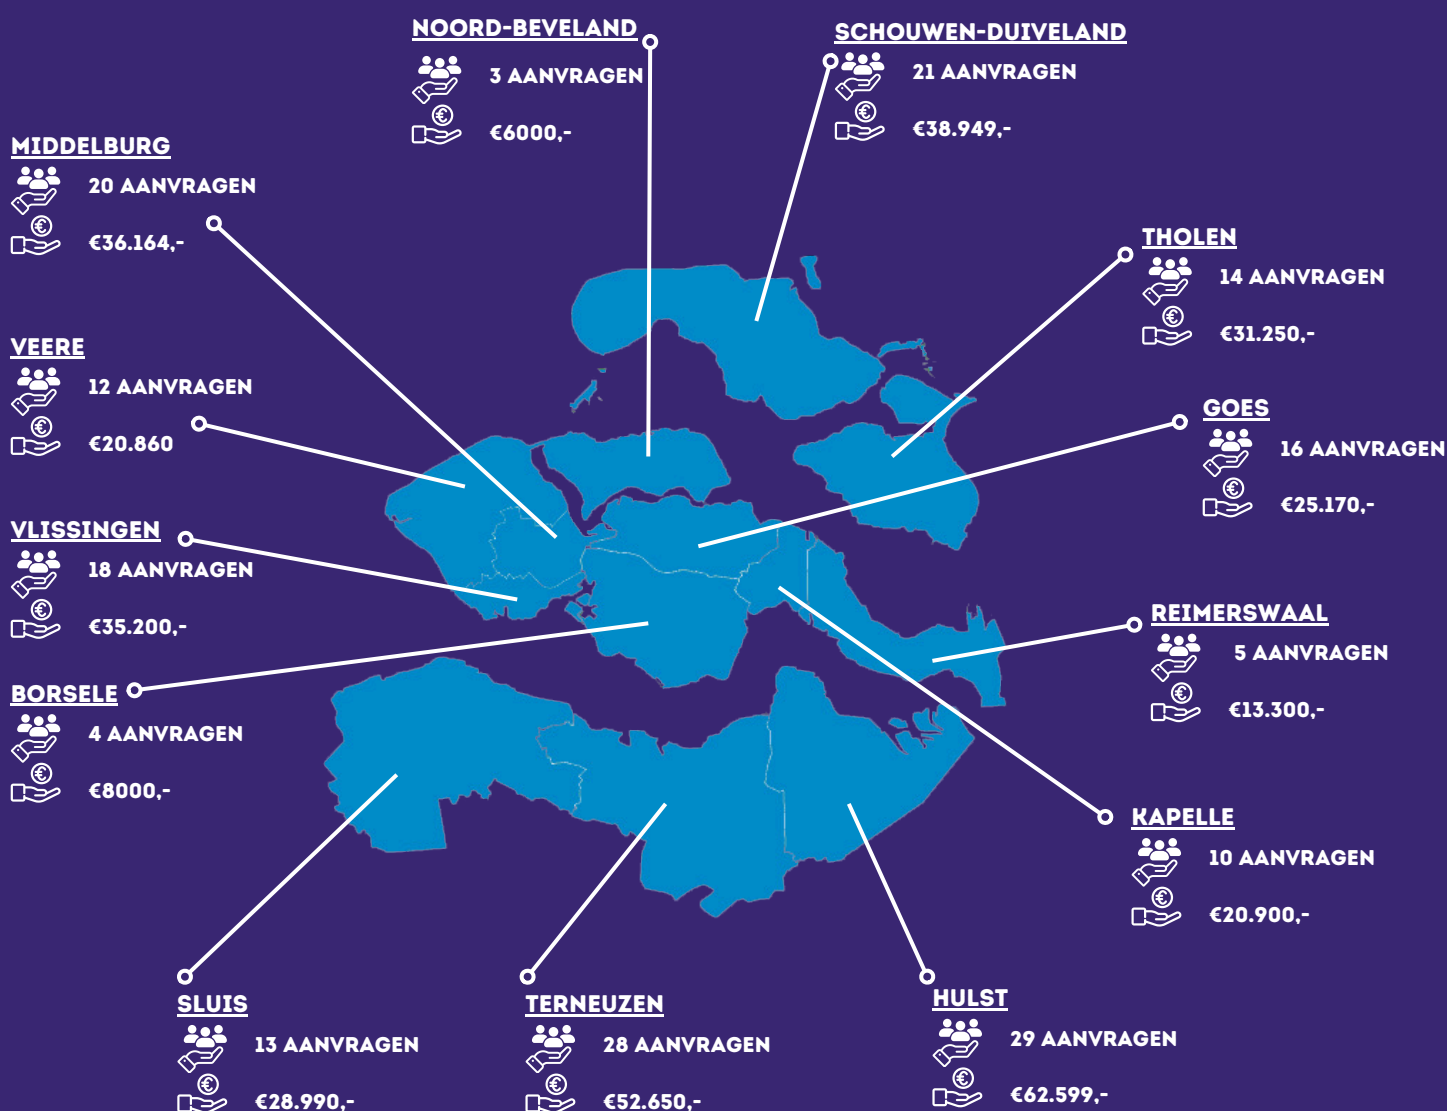 NOORD-BEVELAND
3 AANVRAGEN
€6000,-
SCHOUWEN-DUIVELAND
21 AANVRAGEN
€38.949,-
MIDDELBURG
20 AANVRAGEN
€36.164,-
THOLEN
14 AANVRAGEN
€31.250,-
VEERE
12 AANVRAGEN
€20.860
GOES
16 AANVRAGEN
€25.170,-
VLISSINGEN
18 AANVRAGEN
€35.200,-
REIMERSWAAL
5 AANVRAGEN
€13.300,-
BORSELE
4 AANVRAGEN
€8000,-
KAPELLE
10 AANVRAGEN
€20.900,-
SLUIS
13 AANVRAGEN
€28.990,-
TERNEUZEN
28 AANVRAGEN
€52.650,-
HULST
29 AANVRAGEN
€62.599,-